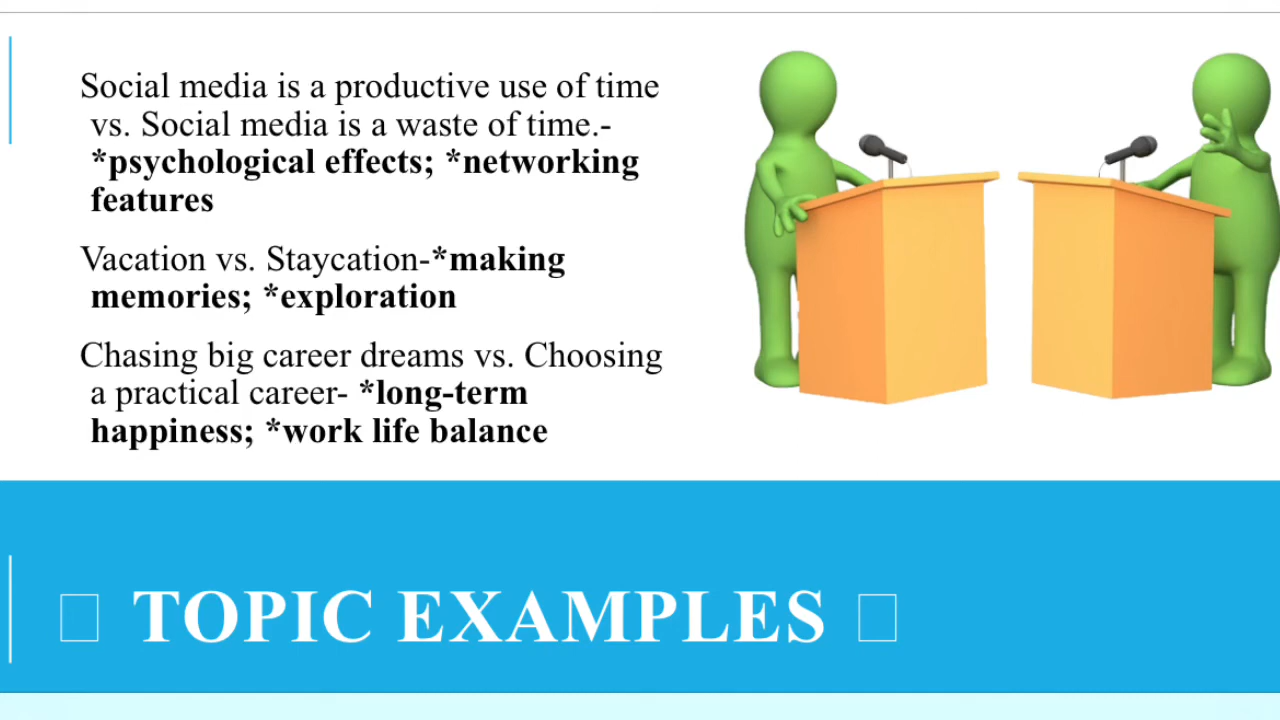 Social media is a productive use of time
vs. Social media is a waste of time.-
*psychological effects; *networking
features
Vacation vs. Staycation-*making
memories; *exploration
Chasing big career dreams vs. Choosing
a practical career- *long-term
happiness; *work life balance
TOPIC EXAMPLES